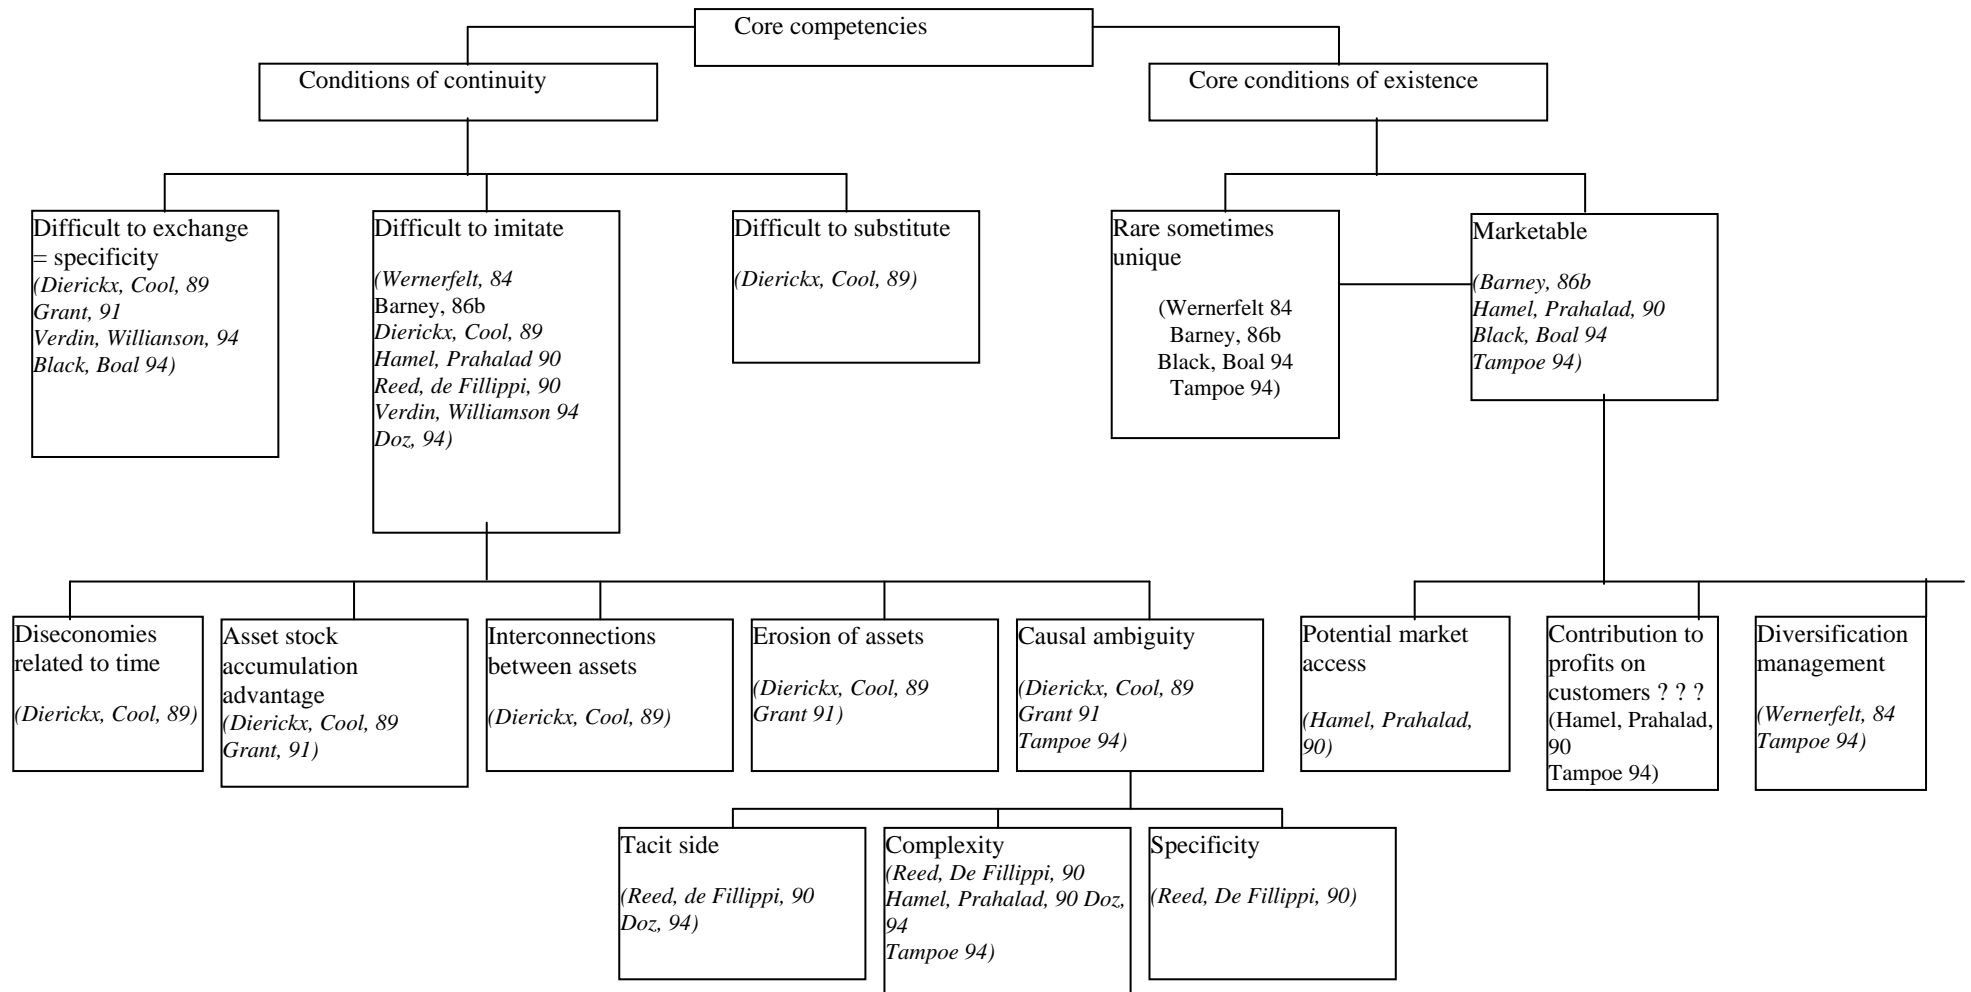 Core competencies
Conditions of continuity
Core conditions of existence
Difficult to exchange
= specificity
(Dierickx, Cool, 89
Grant, 91
Verdin, Willianson, 94
Black, Boal 94)
Difficult to imitate
(Wernerfelt, 84
Barney, 86b
Dierickx, Cool, 89
Hamel, Prahalad 90
Reed, de Fillippi, 90
Verdin, Williamson 94
Doz, 94)
Difficult to substitute
(Dierickx, Cool, 89)
Rare sometimes
unique
(Wernerfelt 84
Barney, 86b
Black, Boal 94
Tampoe 94)
Marketable
(Barney, 86b
Hamel, Prahalad, 90
Black, Boal 94
Tampoe 94)
Diseconomies
related to time
(Dierickx, Cool, 89)
Asset stock
accumulation
advantage
(Dierickx, Cool, 89
Grant, 91)
Interconnections
between assets
(Dierickx, Cool, 89)
Erosion of assets
(Dierickx, Cool, 89
Grant 91)
Causal ambiguity
(Dierickx, Cool, 89
Grant 91
Tampoe 94)
Potential market
access
(Hamel, Prahalad,
90)
Contribution to
profits on
customers ? ? ?
(Hamel, Prahalad,
90
Tampoe 94)
Diversification
management
(Wernerfelt, 84
Tampoe 94)
Tacit side
(Reed, de Fillippi, 90
Doz, 94)
Complexity
(Reed, De Fillippi, 90
Hamel, Prahalad, 90 Doz,
94
Tampoe 94)
Specificity
(Reed, De Fillippi, 90)